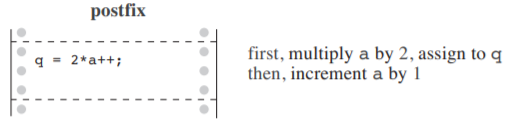 postfix
q = 2*a++;
first, multiply a by 2, assign to q
then, increment a by 1